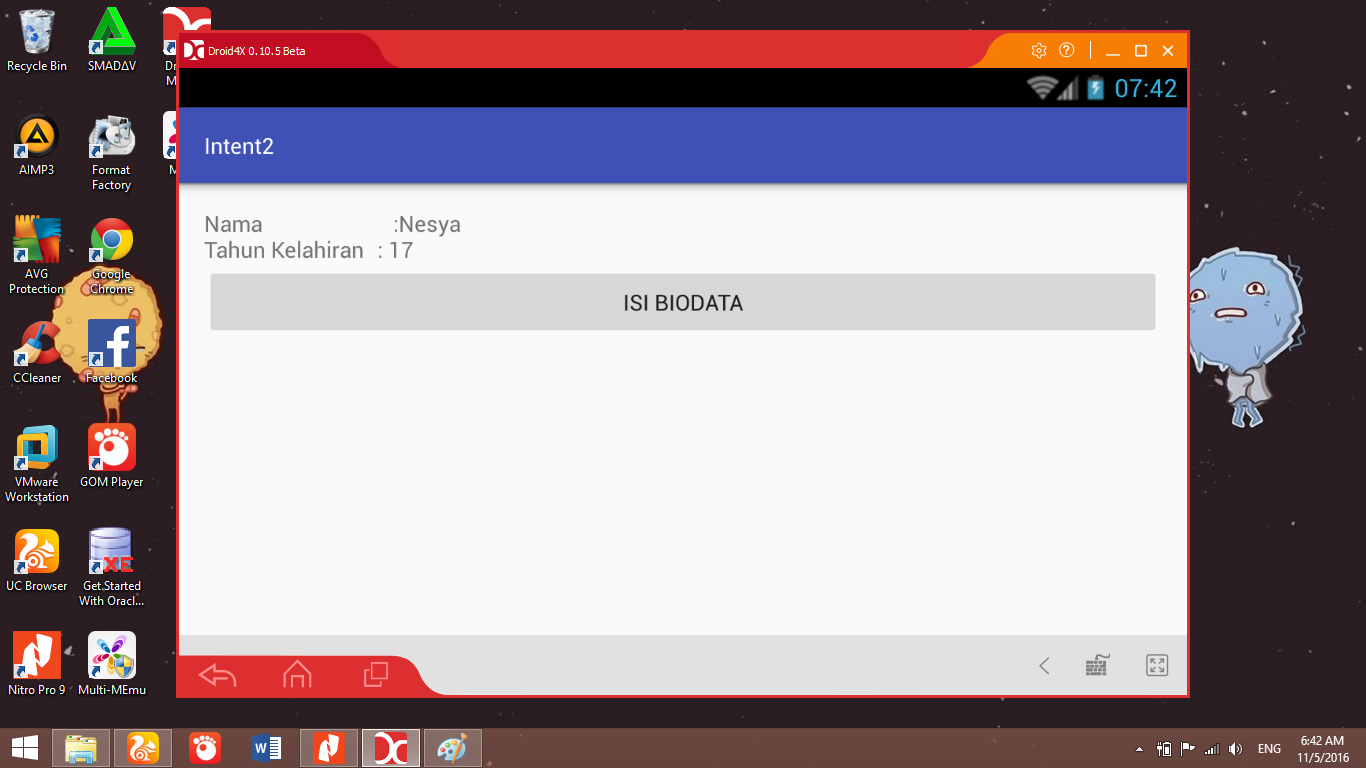 Recycle Bin
SMADΔV
Dr
M
AIMP3
Format
Factory
M
AVG
Protection
Google
Chrome
CCleaner
Facebook
VMware
Workstation
GOM Player
UC Browser
XE
Get Started
With Oracl...
Nitro Pro 9
Multi-MEmu
Droid4X 0.10.5 Beta
07:42
Intent2
Nama :Nesya
Tahun Kelahiran : 17
ISI BIODATA
ENG
6:42 AM
11/5/2016